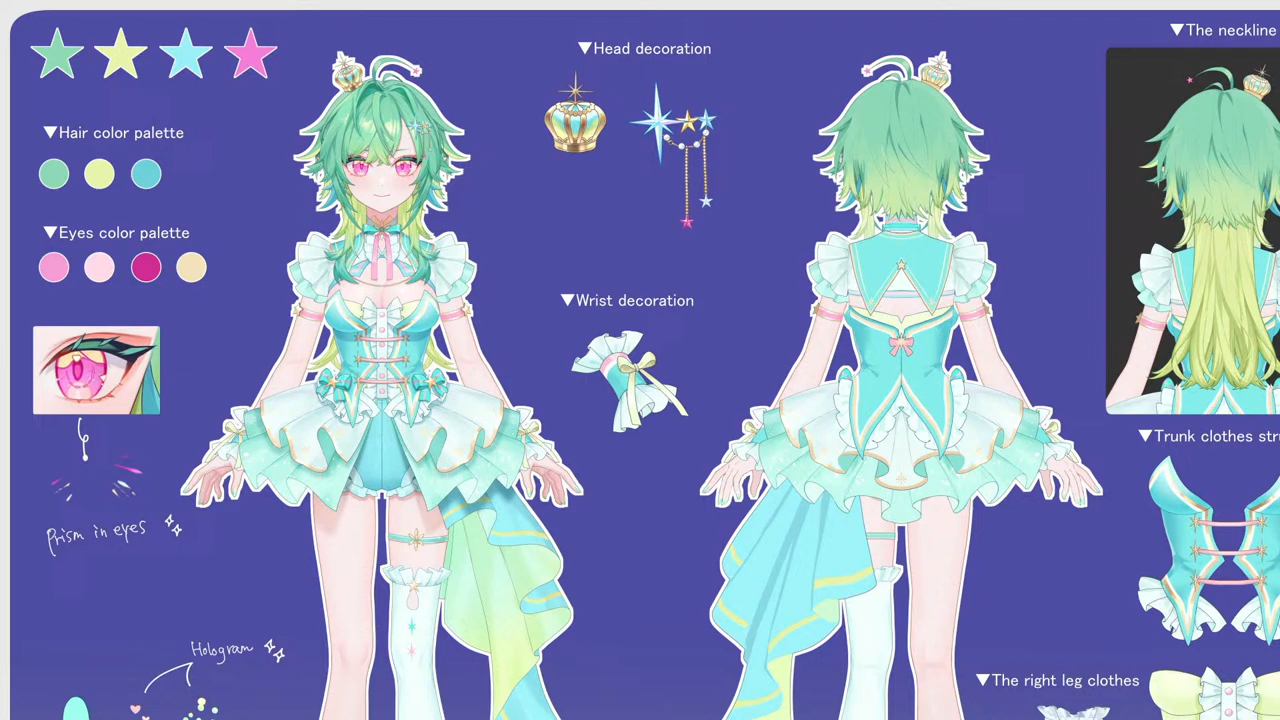 ▼The neckline
▼Head decoration
▼Hair color palette
▼Eyes color palette
▼Wrist decoration
▼Trunk clothes str
Prism in eyes
Hologram
▼The right leg clothes